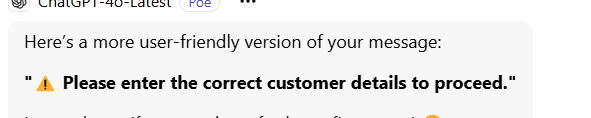 ChatGPT-4o-Latest Poe
Here's a more user-friendly version of your message:
"⚠️ Please enter the correct customer details to proceed."